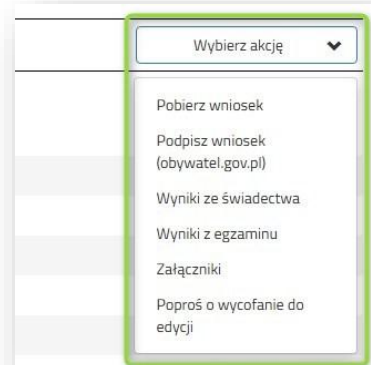 Wybierz akcję
Pobierz wniosek
Podpisz wniosek
(obywatel.gov.pl)
Wyniki ze świadectwa
Wyniki z egzaminu
Załączniki
Poproś o wycofanie do
edycji